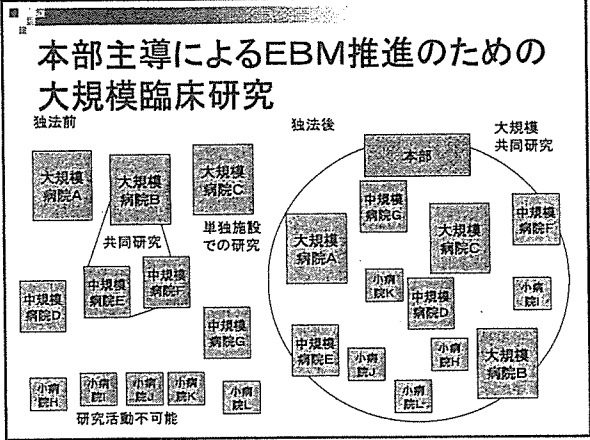 本部主導によるEBM推進のための
大規模臨床研究
独法前
大規模
病院A
大規模
病院B
大規模
病院C
共同研究
単独施設
での研究
中規模
病院D
中規模
病院E
中規模
病院F
中規模
病院G
小病
院H
小病
院I
小病
院J
小病
院K
小病
院L
研究活動不可能
独法後
大規模
共同研究
本部
中規模
病院G
中規模
病院F
大規模
病院A
大規模
病院C
小病
院K
中規模
病院D
小病
院I
中規模
病院E
小病
院J
小病
院H
大規模
病院B
小病
院L